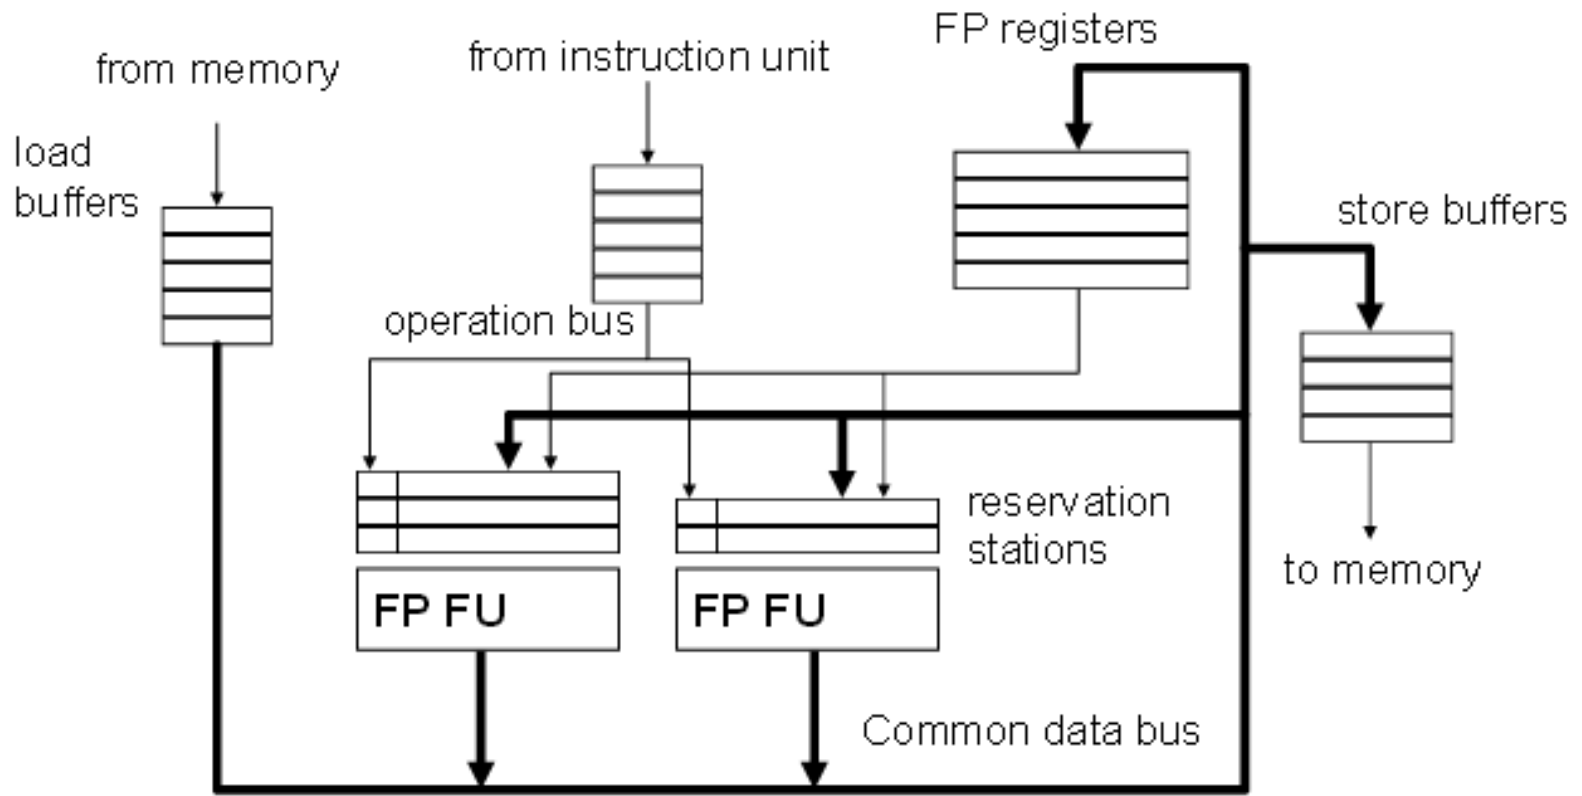 FP registers
from instruction unit
from memory
load
buffers
store buffers
operation bus
reservation
stations
to memory
FP FU
FP FU
Common data bus